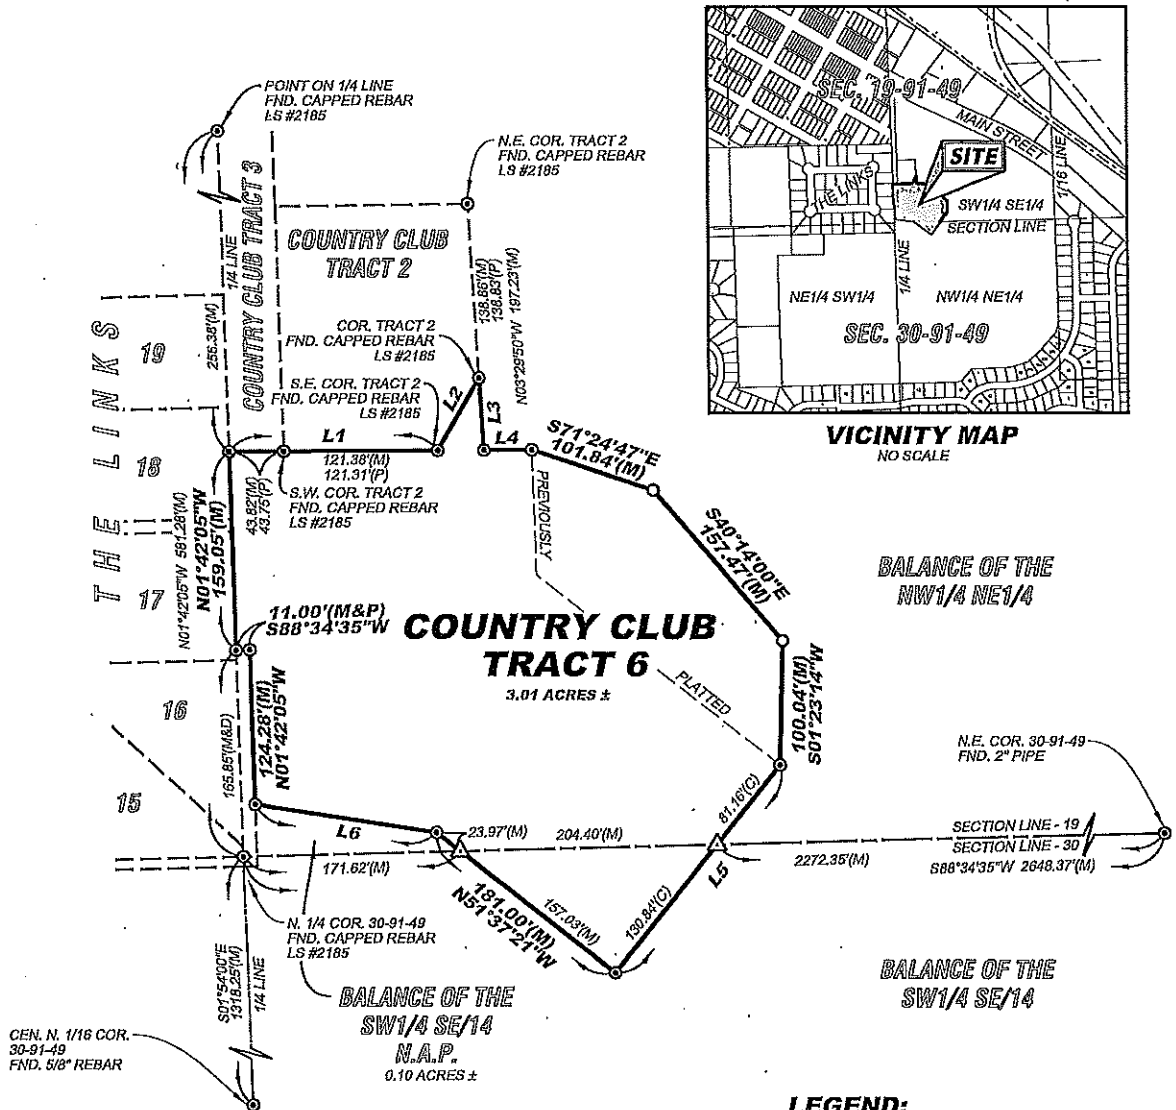 POINT ON 1/4 LINE
FND. CAPPED REBAR
LS #2185
N.E. COR. TRACT 2
FND. CAPPED REBAR
LS #2185
1/4 LINE
COUNTRY CLUB TRACT 3
COUNTRY CLUB
TRACT 2
138.86'(M)
138.83'(P)
N03°29'50"W 197.23'(M)
COR. TRACT 2
FND. CAPPED REBAR
LS #2185
S.E. COR. TRACT 2
FND. CAPPED REBAR
LS #2185
THE LINKS
19
18
17
16
15
255.38'(M)
L1
L2
L3
L4
121.38'(M)
121.31'(P)
43.82'(M)
43.75'(P)
S.W. COR. TRACT 2
FND. CAPPED REBAR
LS #2185
S71°24'47"E
101.84'(M)
S40°14'00"E
157.47'(M)
PREVIOUSLY
PLATTED
N01°42'05"W 581.28'(M)
N01°42'05"W
159.05'(M)
11.00'(M&P)
S88°34'35"W
COUNTRY CLUB
TRACT 6
3.01 ACRES ±
BALANCE OF THE
NW1/4 NE1/4
100.04'(M)
S01°23'14"W
124.28'(M)
N01°42'05"W
165.85'(M&D)
N.E. COR. 30-91-49
FND. 2" PIPE
L6
23.97'(M)
204.40'(M)
81.16'(C)
SECTION LINE - 19
SECTION LINE - 30
171.62'(M)
2272.35'(M)
S88°34'35"W 2648.37'(M)
L5
181.00'(M)
N51°37'21"W
157.03'(M)
130.84'(C)
N. 1/4 COR. 30-91-49
FND. CAPPED REBAR
LS #2185
S01°54'00"E
1318.25'(M)
1/4 LINE
BALANCE OF THE
SW1/4 SE/14
N.A.P.
0.10 ACRES ±
BALANCE OF THE
SW1/4 SE/14
CEN. N. 1/16 COR.
30-91-49
FND. 5/8" REBAR
LEGEND:
SEC. 19-91-49
MAIN STREET
SITE
1/16 LINE
THE LINKS
SW1/4 SE1/4
SECTION LINE
1/4 LINE
NE1/4 SW1/4
NW1/4 NE1/4
SEC. 30-91-49
VICINITY MAP
NO SCALE